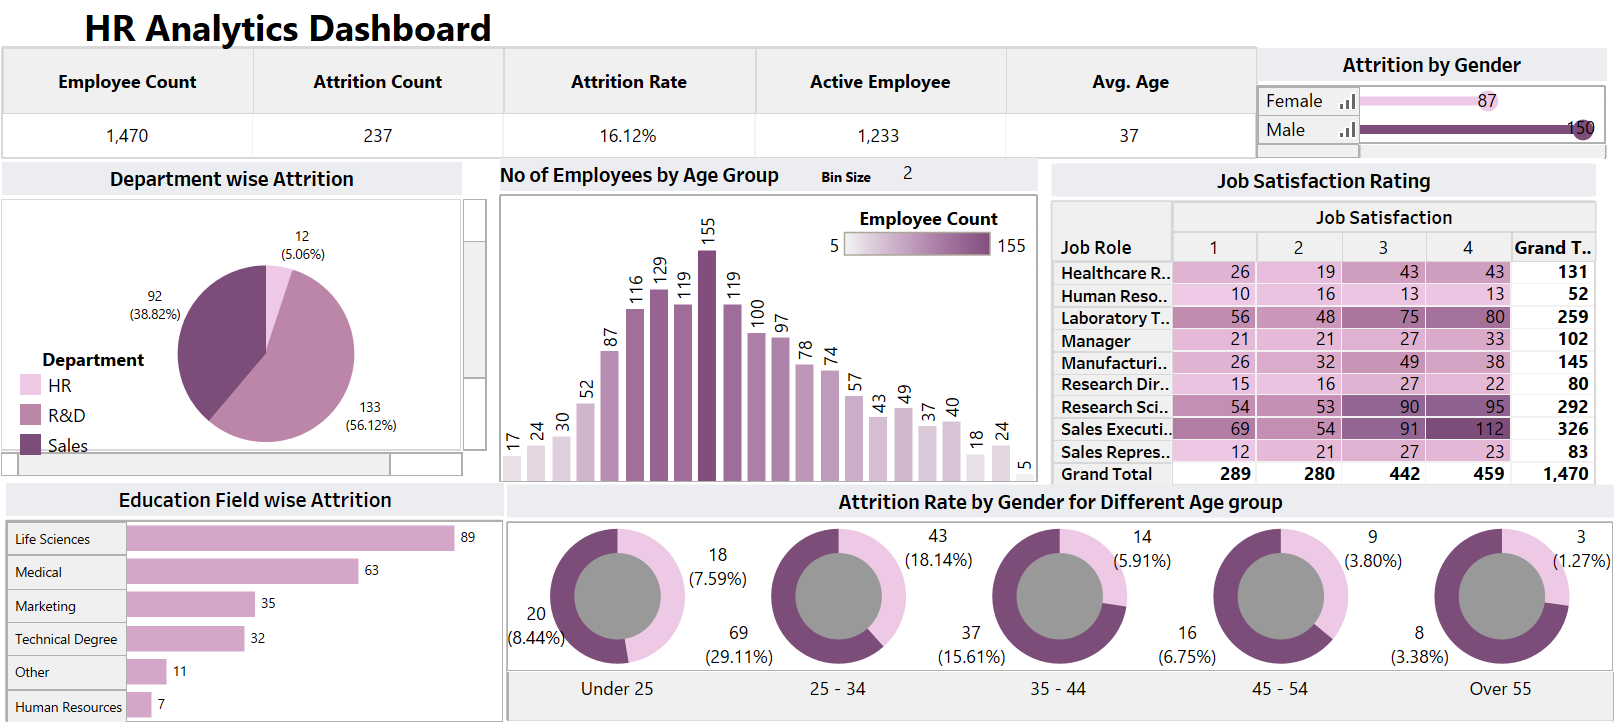 HR Analytics Dashboard
Employee Count Attrition Count Attrition Rate Active Employee Avg. Age
1,470 237 16.12% 1,233 37
Attrition by Gender
Female 87
Male 150
Department wise Attrition
12
(5.06%)
92
(38.82%)
133
(56.12%)
Department
HR
R&D
Sales
No of Employees by Age Group Bin Size 2
Employee Count
5 155
17 24 30 52 87 116 129 119 155 119 100 97 78 74 57 43 49 37 40 18 24 5
Job Satisfaction Rating
Job Satisfaction
Job Role 1 2 3 4 Grand T..
Healthcare R.. 26 19 43 43 131
Human Reso.. 10 16 13 13 52
Laboratory T.. 56 48 75 80 259
Manager 21 21 27 33 102
Manufacturi.. 26 32 49 38 145
Research Dir.. 15 16 27 22 80
Research Sci.. 54 53 90 95 292
Sales Executi.. 69 54 91 112 326
Sales Repres.. 12 21 27 23 83
Grand Total 289 280 442 459 1,470
Education Field wise Attrition
Life Sciences 89
Medical 63
Marketing 35
Technical Degree 32
Other 11
Human Resources 7
Attrition Rate by Gender for Different Age group
18
(7.59%)
20
(8.44%)
43
(18.14%)
69
(29.11%)
14
(5.91%)
37
(15.61%)
9
(3.80%)
16
(6.75%)
3
(1.27%)
8
(3.38%)
Under 25 25 - 34 35 - 44 45 - 54 Over 55